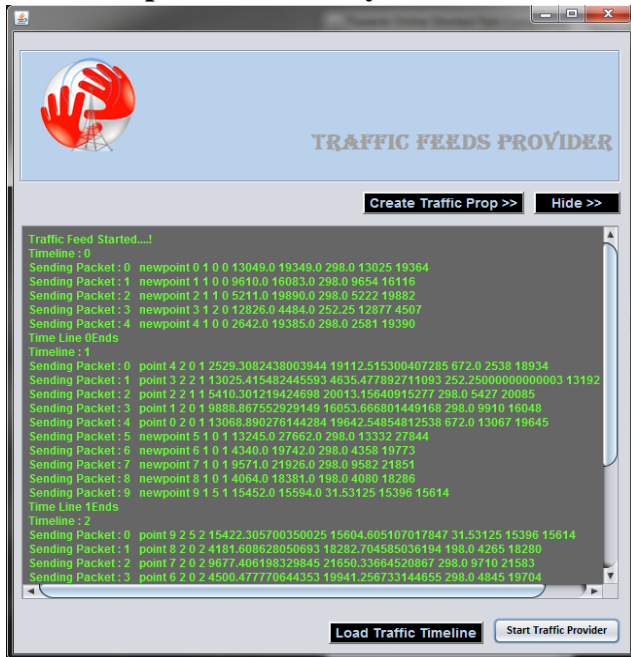 TRAFFIC FEEDS PROVIDER
Create Traffic Prop >> Hide >>
Traffic Feed Started....!
Timeline : 0
Sending Packet : 0 newpoint 0 1 0 0 13049.0 19349.0 298.0 13025 19364
Sending Packet : 1 newpoint 1 1 0 0 9610.0 16083.0 298.0 9654 16116
Sending Packet : 2 newpoint 2 1 1 0 5211.0 19890.0 298.0 5222 19882
Sending Packet : 3 newpoint 3 1 2 0 12826.0 4484.0 252.25 12877 4507
Sending Packet : 4 newpoint 4 1 0 0 2642.0 19385.0 298.0 2581 19390
Time Line 0Ends
Timeline : 1
Sending Packet : 0 point 4 2 0 1 2529.3082438003944 19112.515300407285 672.0 2538 18934
Sending Packet : 1 point 3 2 2 1 13025.415482445593 4635.477892711093 252.25000000000003 13192
Sending Packet : 2 point 2 2 1 1 5410.301219424698 20013.15640915277 298.0 5427 20085
Sending Packet : 3 point 1 2 0 1 9888.867552929149 16053.666801449168 298.0 9910 16048
Sending Packet : 4 point 0 2 0 1 13068.890276144284 19642.54854812538 672.0 13067 19645
Sending Packet : 5 newpoint 5 1 0 1 13245.0 27662.0 298.0 13332 27844
Sending Packet : 6 newpoint 6 1 0 1 4340.0 19742.0 298.0 4358 19773
Sending Packet : 7 newpoint 7 1 0 1 9571.0 21926.0 298.0 9582 21851
Sending Packet : 8 newpoint 8 1 0 1 4064.0 18381.0 198.0 4080 18286
Sending Packet : 9 newpoint 9 1 5 1 15452.0 15594.0 31.53125 15396 15614
Time Line 1Ends
Timeline : 2
Sending Packet : 0 point 9 2 5 2 15422.305700350025 15604.605107017847 31.53125 15396 15614
Sending Packet : 1 point 8 2 0 2 4181.608628050693 18282.704585036194 198.0 4265 18280
Sending Packet : 2 point 7 2 0 2 9677.406198329845 21650.33664520867 298.0 9710 21583
Sending Packet : 3 point 6 2 0 2 4500.477770644353 19941.256733144655 298.0 4845 19704
Load Traffic Timeline Start Traffic Provider